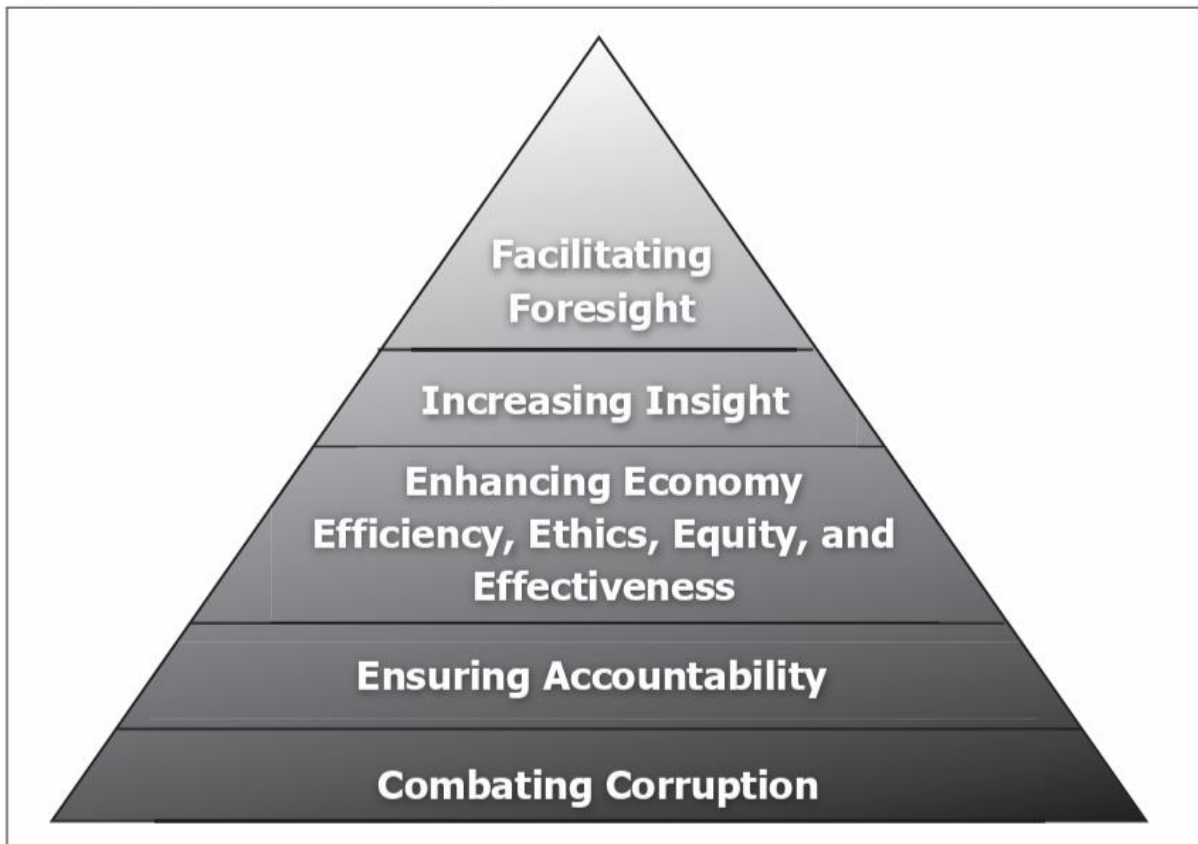 Facilitating
Foresight
Increasing Insight
Enhancing Economy
Efficiency, Ethics, Equity, and
Effectiveness
Ensuring Accountability
Combating Corruption